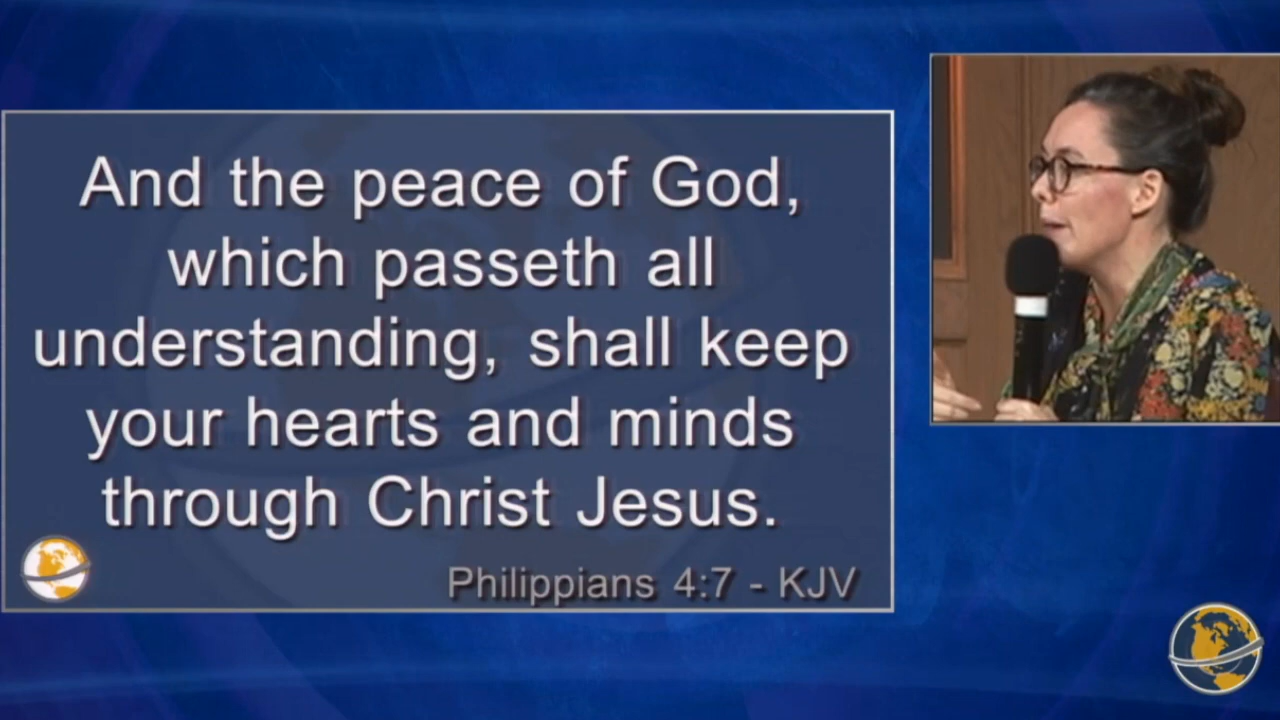 And the peace of God,
which passeth all
understanding, shall keep
your hearts and minds
through Christ Jesus.
Philippians 4:7 - KJV